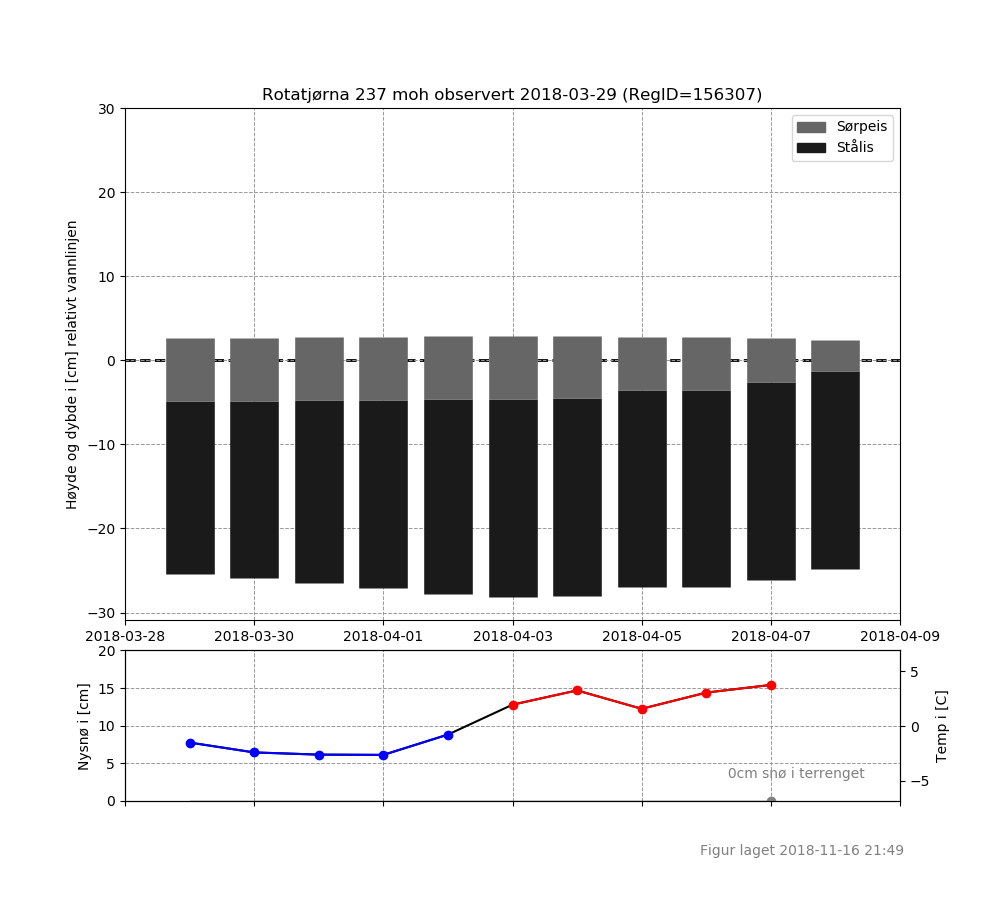 Rotatjørna 237 moh observert 2018-03-29 (RegID=156307)
Sørpeis
Stålis
Høyde og dybde i [cm] relativt vannlinjen
30
20
10
0
−10
−20
−30
2018-03-28 2018-03-30 2018-04-01 2018-04-03 2018-04-05 2018-04-07 2018-04-09
Nysnø i [cm]
20
15
10
5
0
5
0
−5
Temp i [C]
0cm snø i terrenget
Figur laget 2018-11-16 21:49